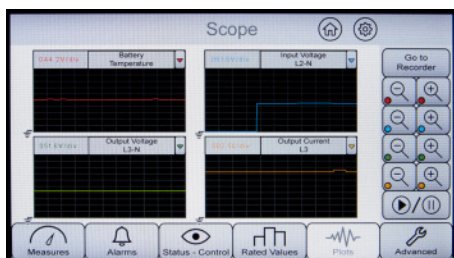 Scope
Go to
Recorder
Battery
Temperature
Input Voltage
L2-N
Output Voltage
L3-N
Output Current
L3
Measures
Alarms
Status - Control
Rated Values
Plots
Advanced